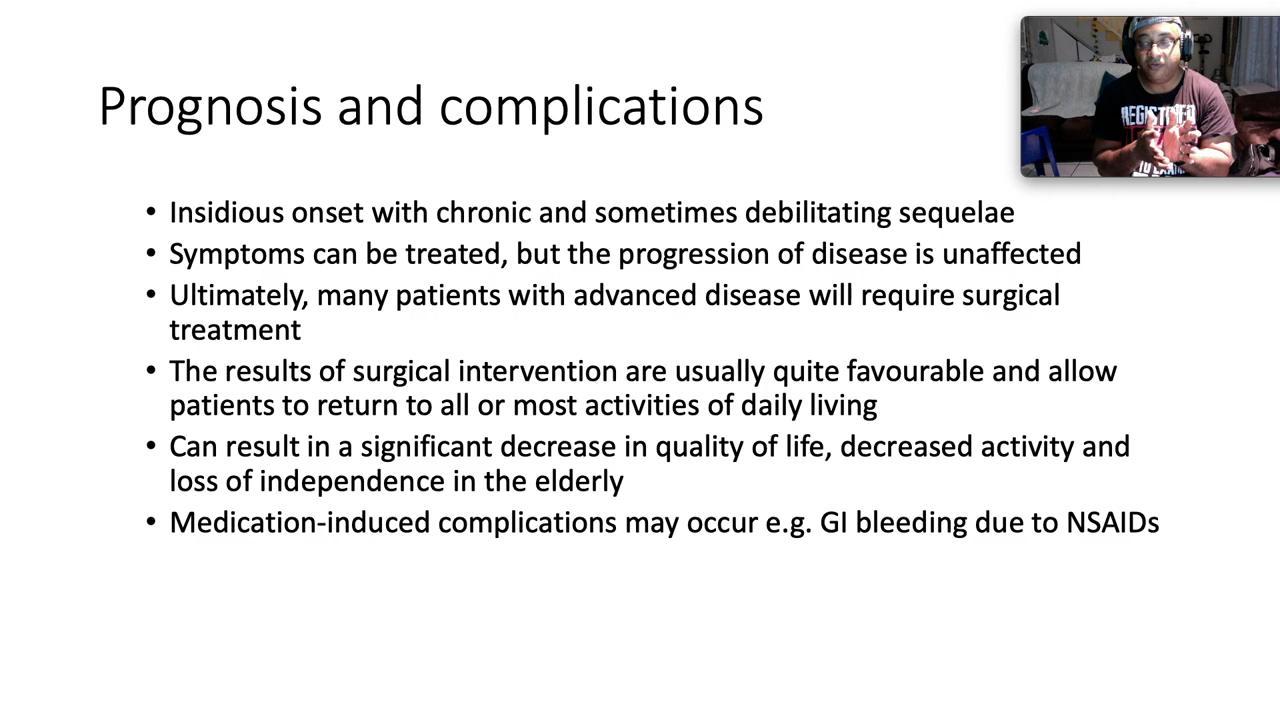 Prognosis and complications
REGISTERED
• Insidious onset with chronic and sometimes debilitating sequelae
• Symptoms can be treated, but the progression of disease is unaffected
• Ultimately, many patients with advanced disease will require surgical
treatment
• The results of surgical intervention are usually quite favourable and allow
patients to return to all or most activities of daily living
• Can result in a significant decrease in quality of life, decreased activity and
loss of independence in the elderly
• Medication-induced complications may occur e.g. GI bleeding due to NSAIDs